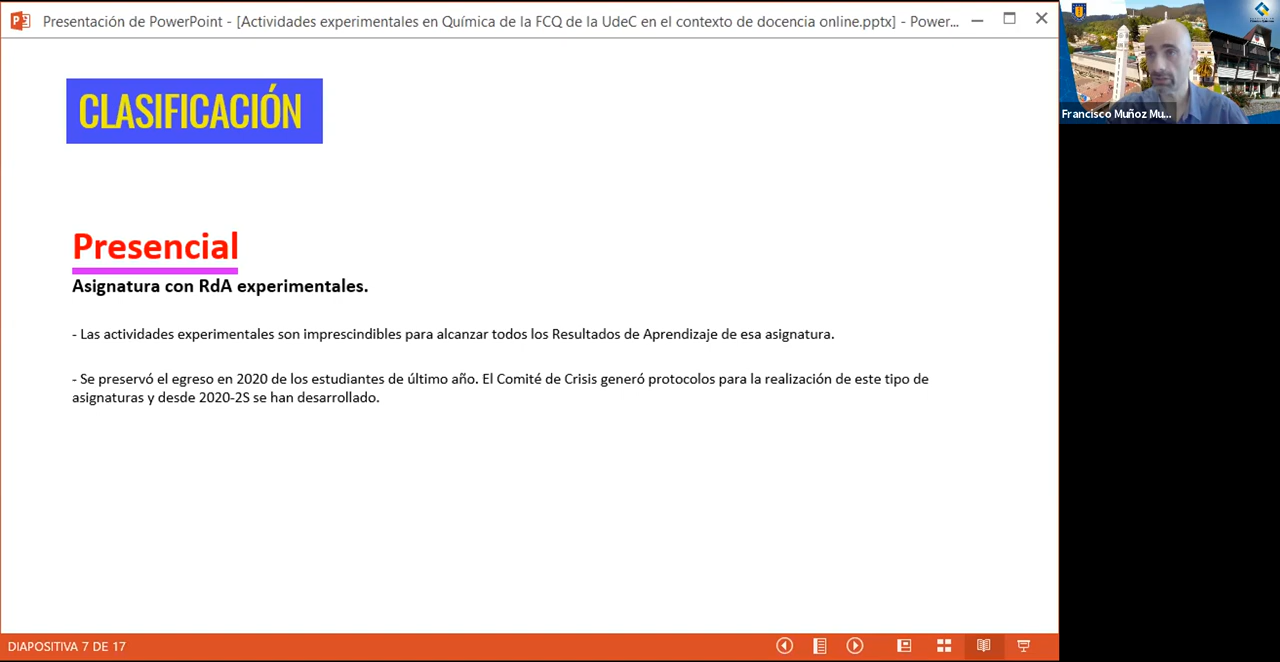 Presentación de PowerPoint - [Actividades experimentales en Química de la FCQ de la UdeC en el contexto de docencia online.pptx] - Power...
Francisco Muñoz Mu...
CLASIFICACIÓN
Presencial
Asignatura con RdA experimentales.
- Las actividades experimentales son imprescindibles para alcanzar todos los Resultados de Aprendizaje de esa asignatura.
- Se preservó el egreso en 2020 de los estudiantes de último año. El Comité de Crisis generó protocolos para la realización de este tipo de
asignaturas y desde 2020-2S se han desarrollado.
DIAPOSITIVA 7 DE 17